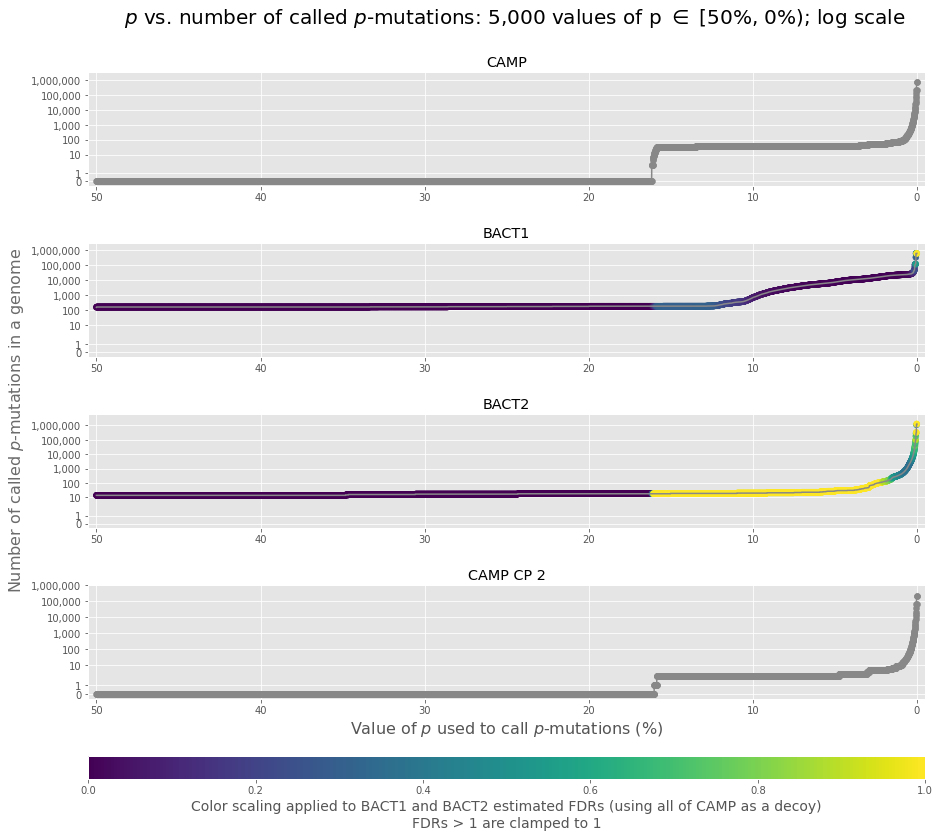 p vs. number of called p-mutations: 5,000 values of p ∈ [50%, 0%); log scale
Number of called p-mutations in a genome
CAMP
1,000,000
100,000
10,000
1,000
100
10
1
0
50 40 30 20 10 0
BACT1
1,000,000
100,000
10,000
1,000
100
10
1
0
50 40 30 20 10 0
BACT2
1,000,000
100,000
10,000
1,000
100
10
1
0
50 40 30 20 10 0
CAMP CP 2
1,000,000
100,000
10,000
1,000
100
10
1
0
50 40 30 20 10 0
Value of p used to call p-mutations (%)
0.0 0.2 0.4 0.6 0.8 1.0
Color scaling applied to BACT1 and BACT2 estimated FDRs (using all of CAMP as a decoy)
FDRs > 1 are clamped to 1